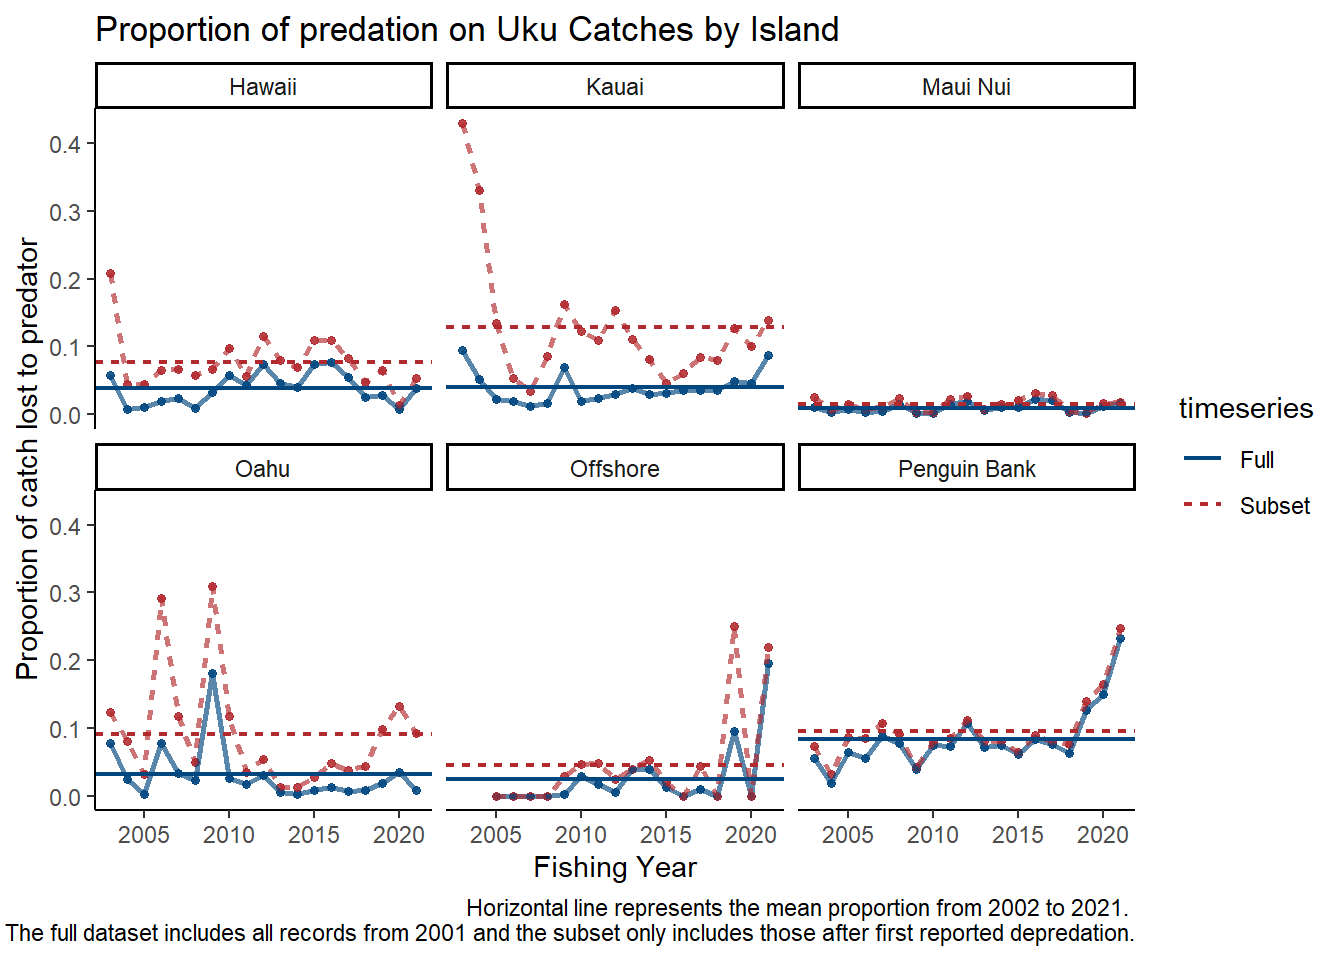 Proportion of predation on Uku Catches by Island
Hawaii
Kauai
Maui Nui
0.4
0.3
0.2
0.1
0.0
Oahu
Offshore
Penguin Bank
0.4
0.3
0.2
0.1
0.0
2005 2010 2015 2020
2005 2010 2015 2020
2005 2010 2015 2020
Proportion of catch lost to predator
Fishing Year
timeseries
Full
Subset
Horizontal line represents the mean proportion from 2002 to 2021.
The full dataset includes all records from 2001 and the subset only includes those after first reported depredation.